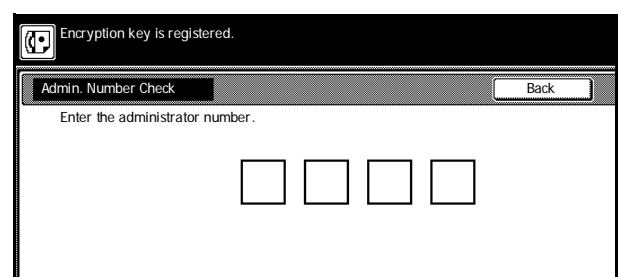 Encryption key is registered.
Admin. Number Check
Back
Enter the administrator number.